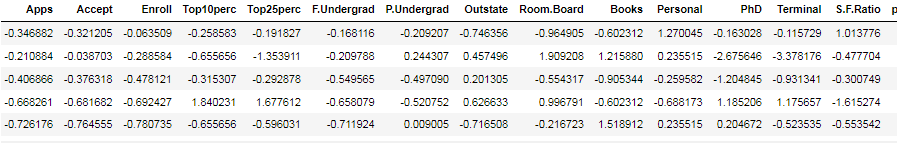 Apps Accept Enroll Top10perc Top25perc F.Undergrad P.Undergrad Outstate Room.Board Books Personal PhD Terminal S.F.Ratio p
-0.346882 -0.321205 -0.063509 -0.258583 -0.191827 -0.168116 -0.209207 -0.746356 -0.964905 -0.602312 1.270045 -0.163028 -0.115729 1.013776
-0.210884 -0.038703 -0.288584 -0.655656 -1.353911 -0.209788 0.244307 0.457496 1.909208 1.215880 0.235515 -2.675646 -3.378176 -0.477704
-0.406866 -0.376318 -0.478121 -0.315307 -0.292878 -0.549565 -0.497090 0.201305 -0.554317 -0.905344 -0.259582 -1.204845 -0.931341 -0.300749
-0.668261 -0.681682 -0.692427 1.840231 1.677612 -0.658079 -0.520752 0.626633 0.996791 -0.602312 -0.688173 1.185206 1.175657 -1.615274
-0.726176 -0.764555 -0.780735 -0.655656 -0.596031 -0.711924 0.009005 -0.716508 -0.216723 1.518912 0.235515 0.204672 -0.523535 -0.553542